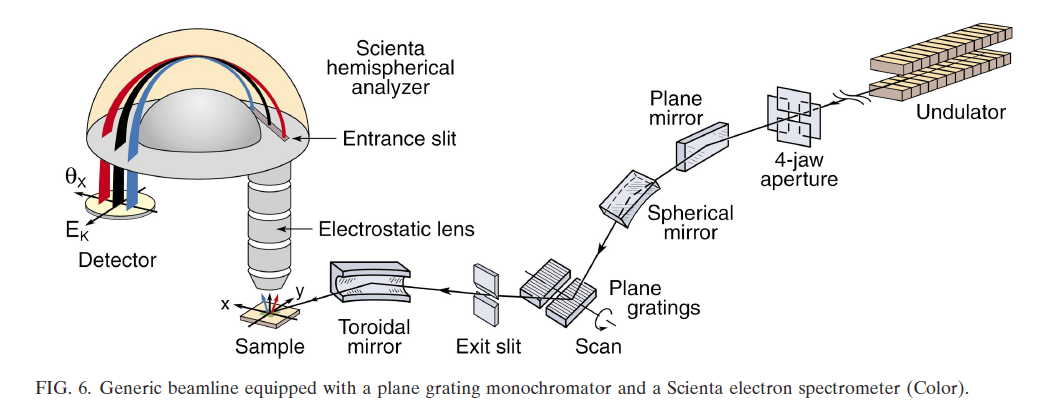 Scienta
hemispherical
analyzer
Entrance slit
θX
EK
Detector
Electrostatic lens
x
y
Sample
Toroidal
mirror
Exit slit
Scan
Plane
gratings
Spherical
mirror
Plane
mirror
4-jaw
aperture
Undulator
FIG. 6. Generic beamline equipped with a plane grating monochromator and a Scienta electron spectrometer (Color).